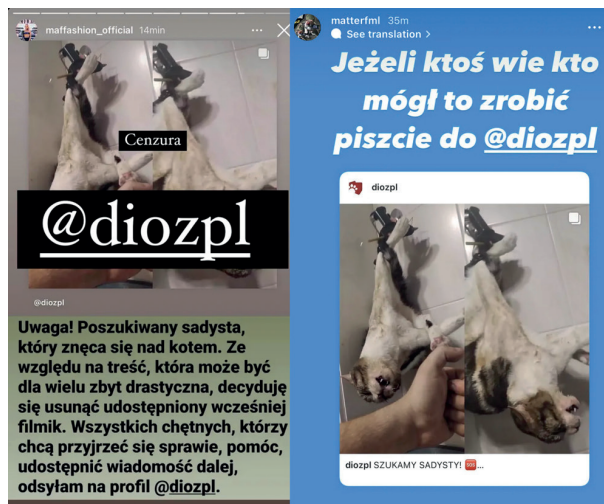 maffashion_official 14min
Cenzura
@diozpl
@diozpl
Uwaga! Poszukiwany sadysta,
który znęca się nad kotem. Ze
względu na treść, która może być
dla wielu zbyt drastyczna, decyduję
się usunąć udostępniony wcześniej
filmik. Wszystkich chętnych, którzy
chcą przyjrzeć się sprawie, pomóc,
udostępnić wiadomość dalej,
odsyłam na profil @diozpl.
matterfml 35m
See translation >
Jeżeli ktoś wie kto
mógł to zrobić
piszcie do @diozpl
diozpl
diozpl SZUKAMY SADYSTY! 🆘...